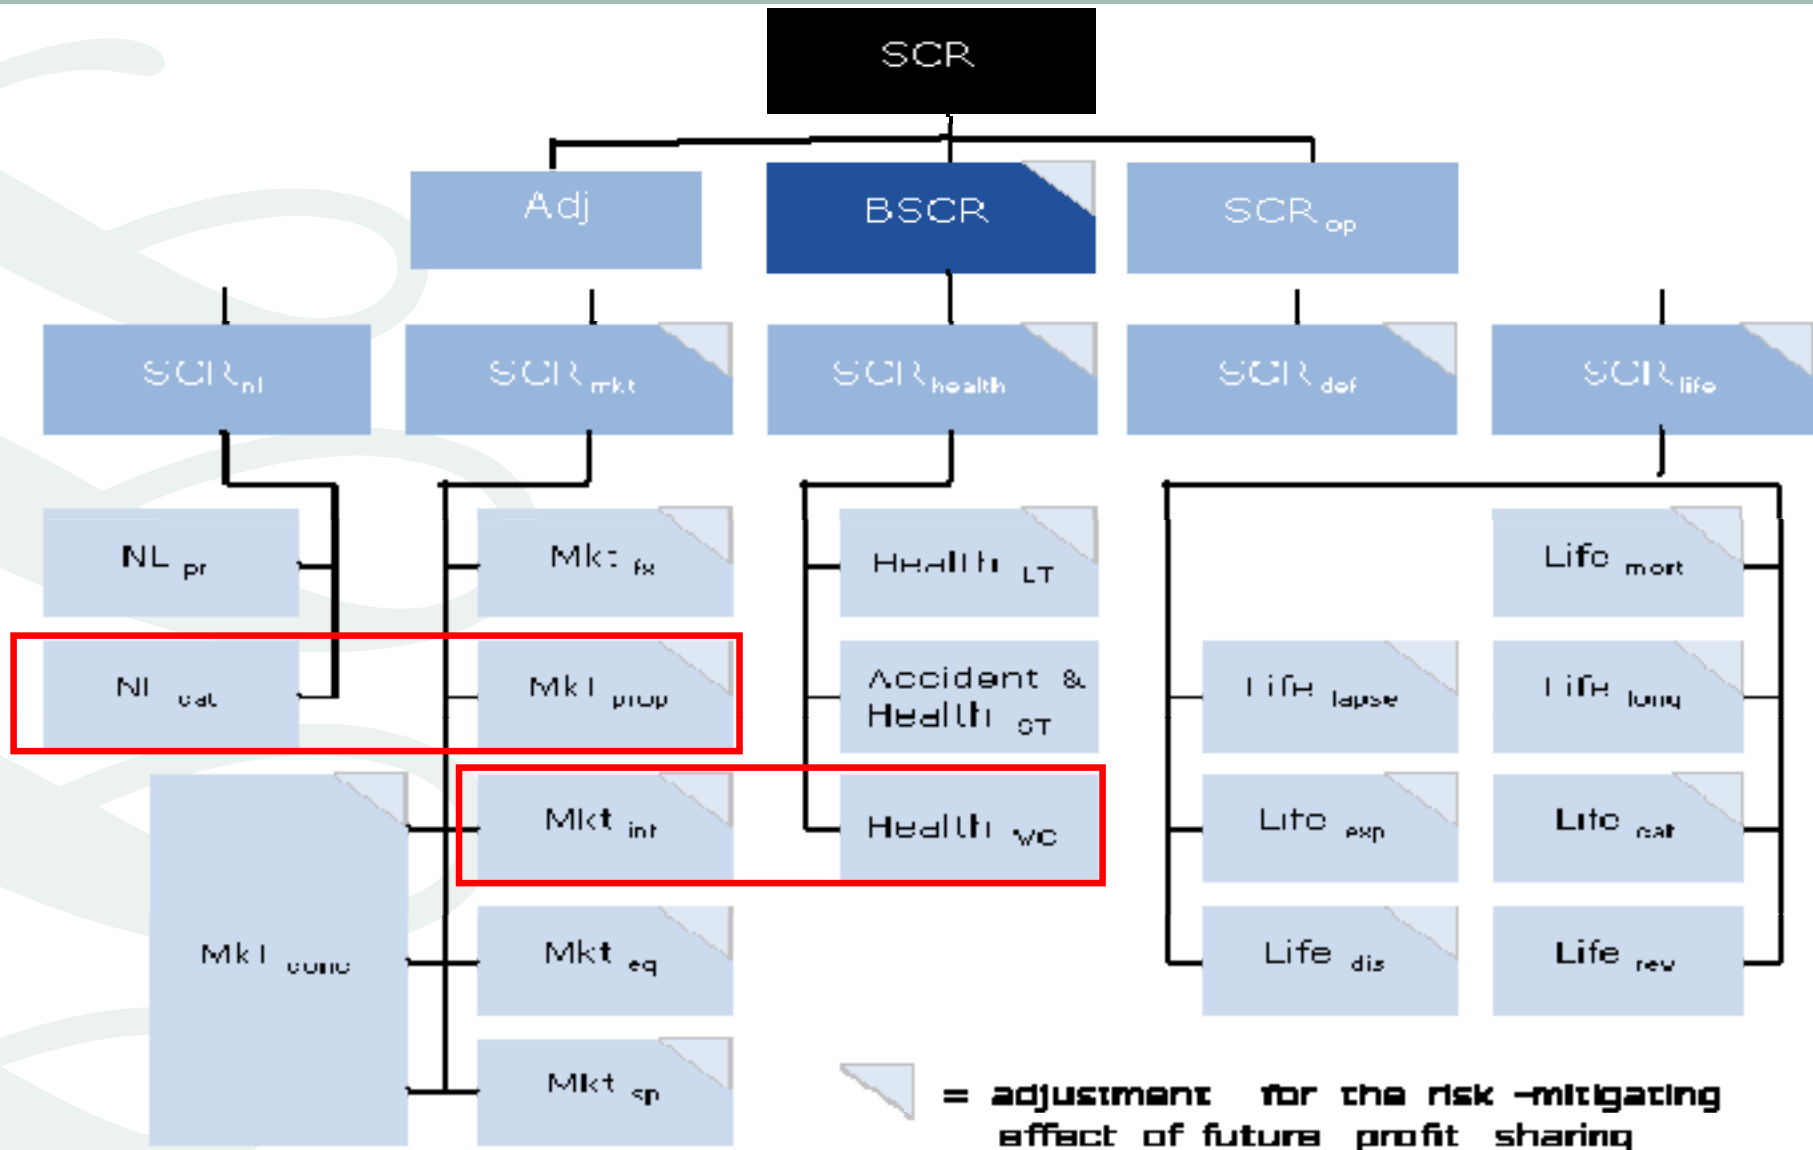 SCR
Adj
BSCR
SCR op
SCR nl
SCR mkt
SCR health
SCR def
SCR life
NL pr
Mkt fx
Health LT
Life mort
NL cat
Mkt prop
Accident &
Health ST
Life lapse
Life long
Mkt int
Health WC
Life exp
Life cat
Mkt conc
Mkt eq
Life dis
Life rev
Mkt sp
= adjustment for the risk -mitigating
effect of future profit sharing